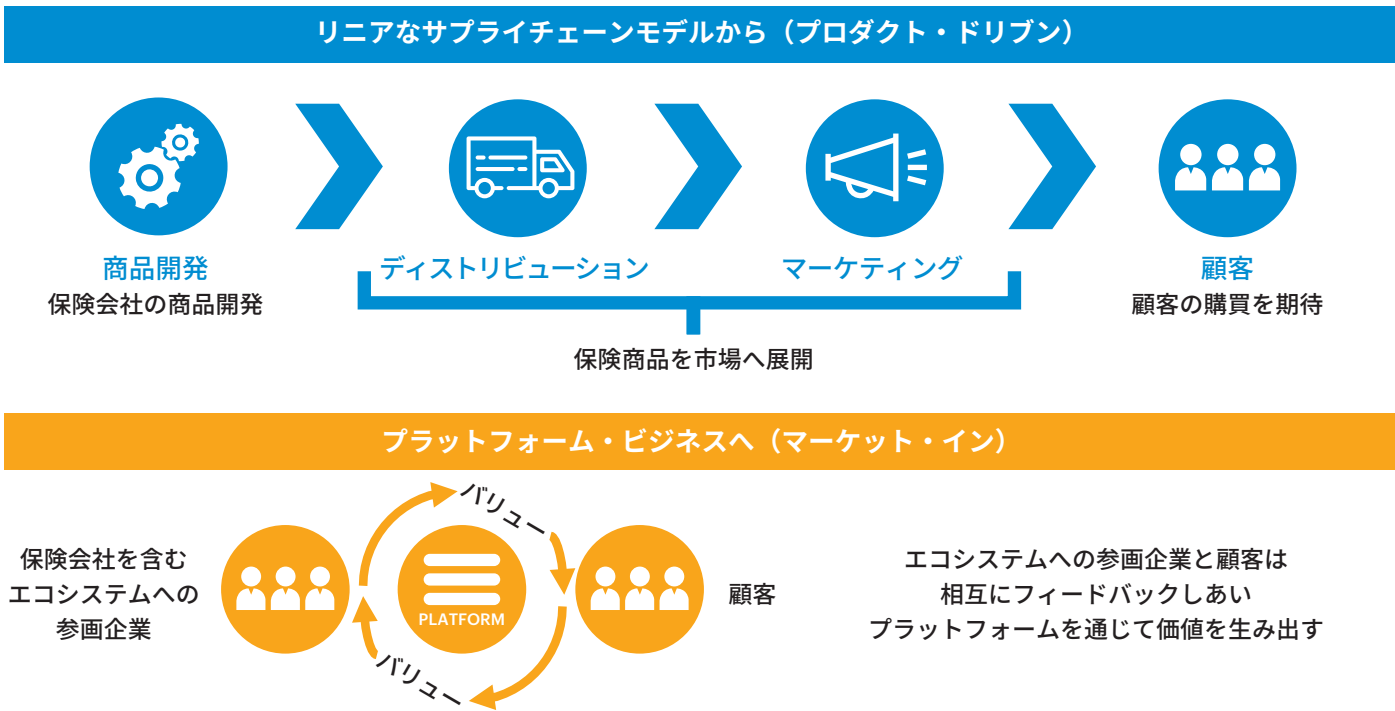 リニアなサプライチェーンモデルから（プロダクト・ドリブン）
商品開発
保険会社の商品開発
ディストリビューション
マーケティング
顧客
顧客の購買を期待
保険商品を市場へ展開
プラットフォーム・ビジネスへ（マーケット・イン）
保険会社を含む
エコシステムへの
参画企業
バリュー
PLATFORM
バリュー
顧客
エコシステムへの参画企業と顧客は
相互にフィードバックしあい
プラットフォームを通じて価値を生み出す